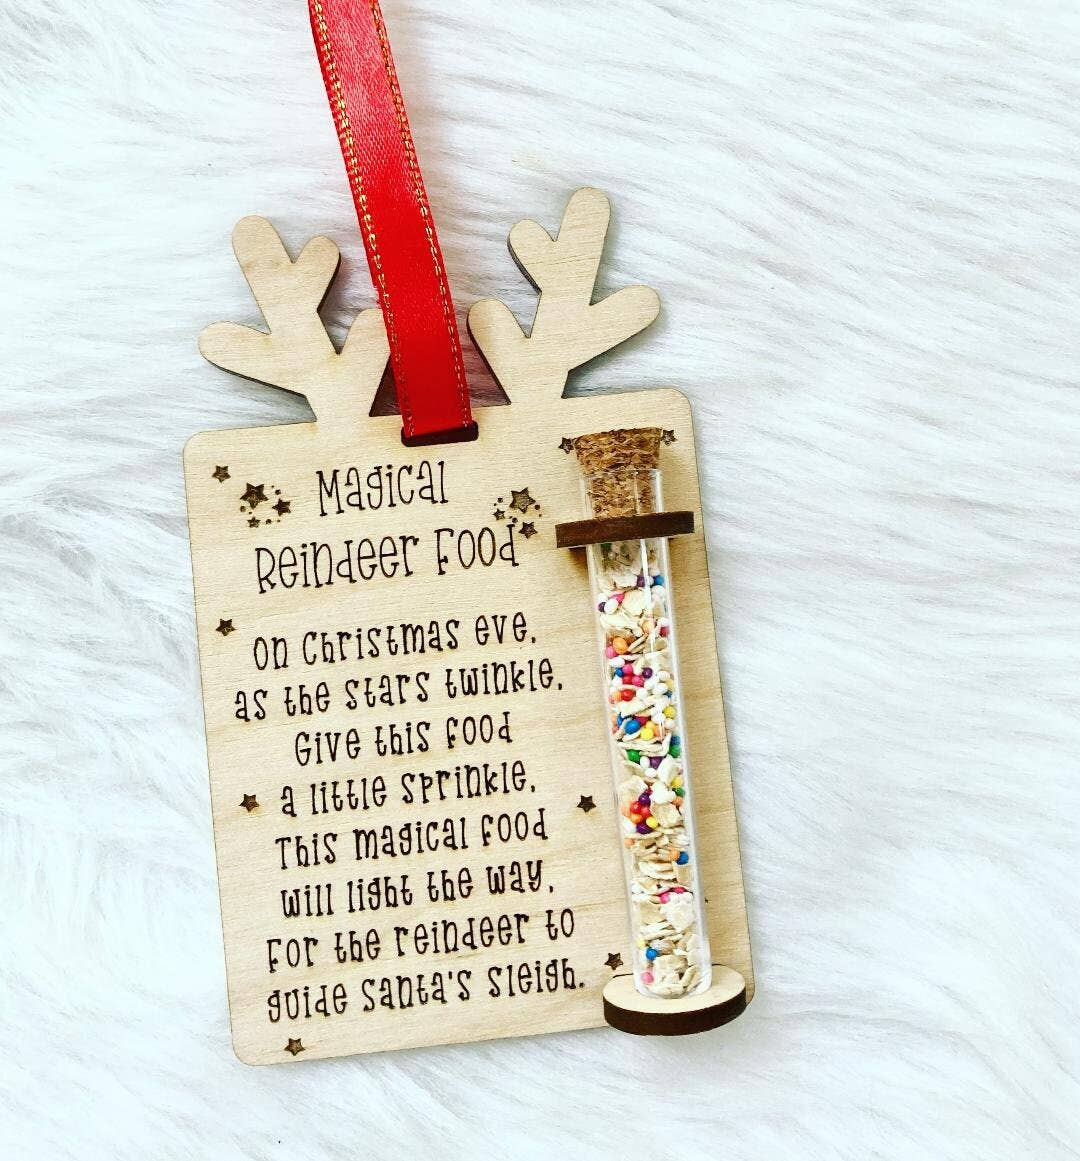 Magical
Reindeer Food
On Christmas eve,
as the stars twinkle,
Give this food
a little sprinkle,
This magical food
will light the way,
For the reindeer to
guide Santa's sleigh.